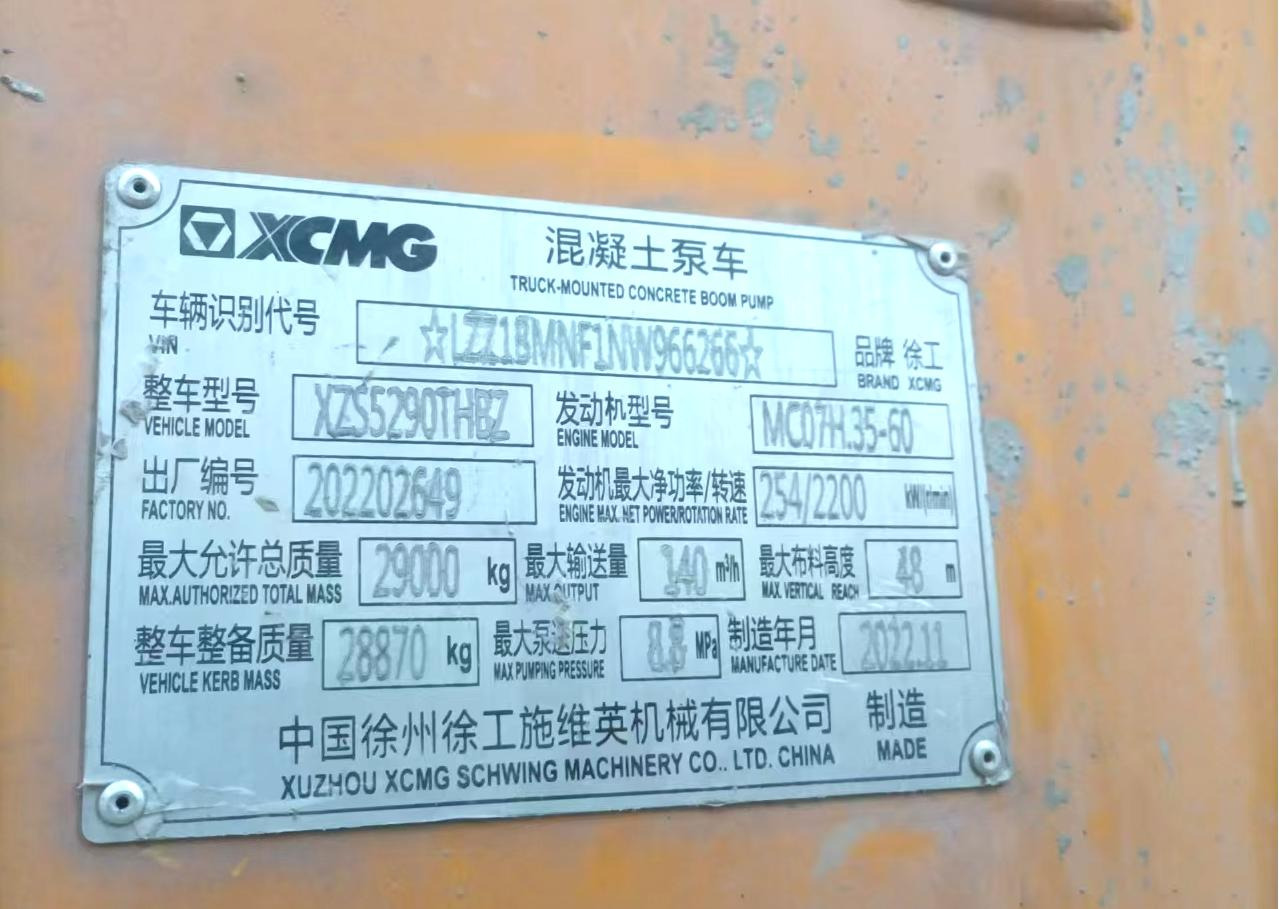 XCMG 混凝土泵车
TRUCK-MOUNTED CONCRETE BOOM PUMP
车辆识别代号 ☆LZZ1BMNF1NW966266☆ 品牌 徐工
VIN BRAND XCMG
整车型号 XZS5290THBZ 发动机型号 MC07H.35-60
VEHICLE MODEL ENGINE MODEL
出厂编号 202202649 发动机最大净功率/转速 254/2200 kW/(r/min)
FACTORY NO. ENGINE MAX. NET POWER/ROTATION RATE
最大允许总质量 29000 kg 最大输送量 140 m³/h 最大布料高度 48 m
MAX.AUTHORIZED TOTAL MASS MAX OUTPUT MAX. VERTICAL REACH
整车整备质量 28870 kg 最大泵送压力 8.8 MPa 制造年月 2022.11
VEHICLE KERB MASS MAX PUMPING PRESSURE MANUFACTURE DATE
中国徐州徐工施维英机械有限公司 制造
XUZHOU XCMG SCHWING MACHINERY CO., LTD. CHINA MADE